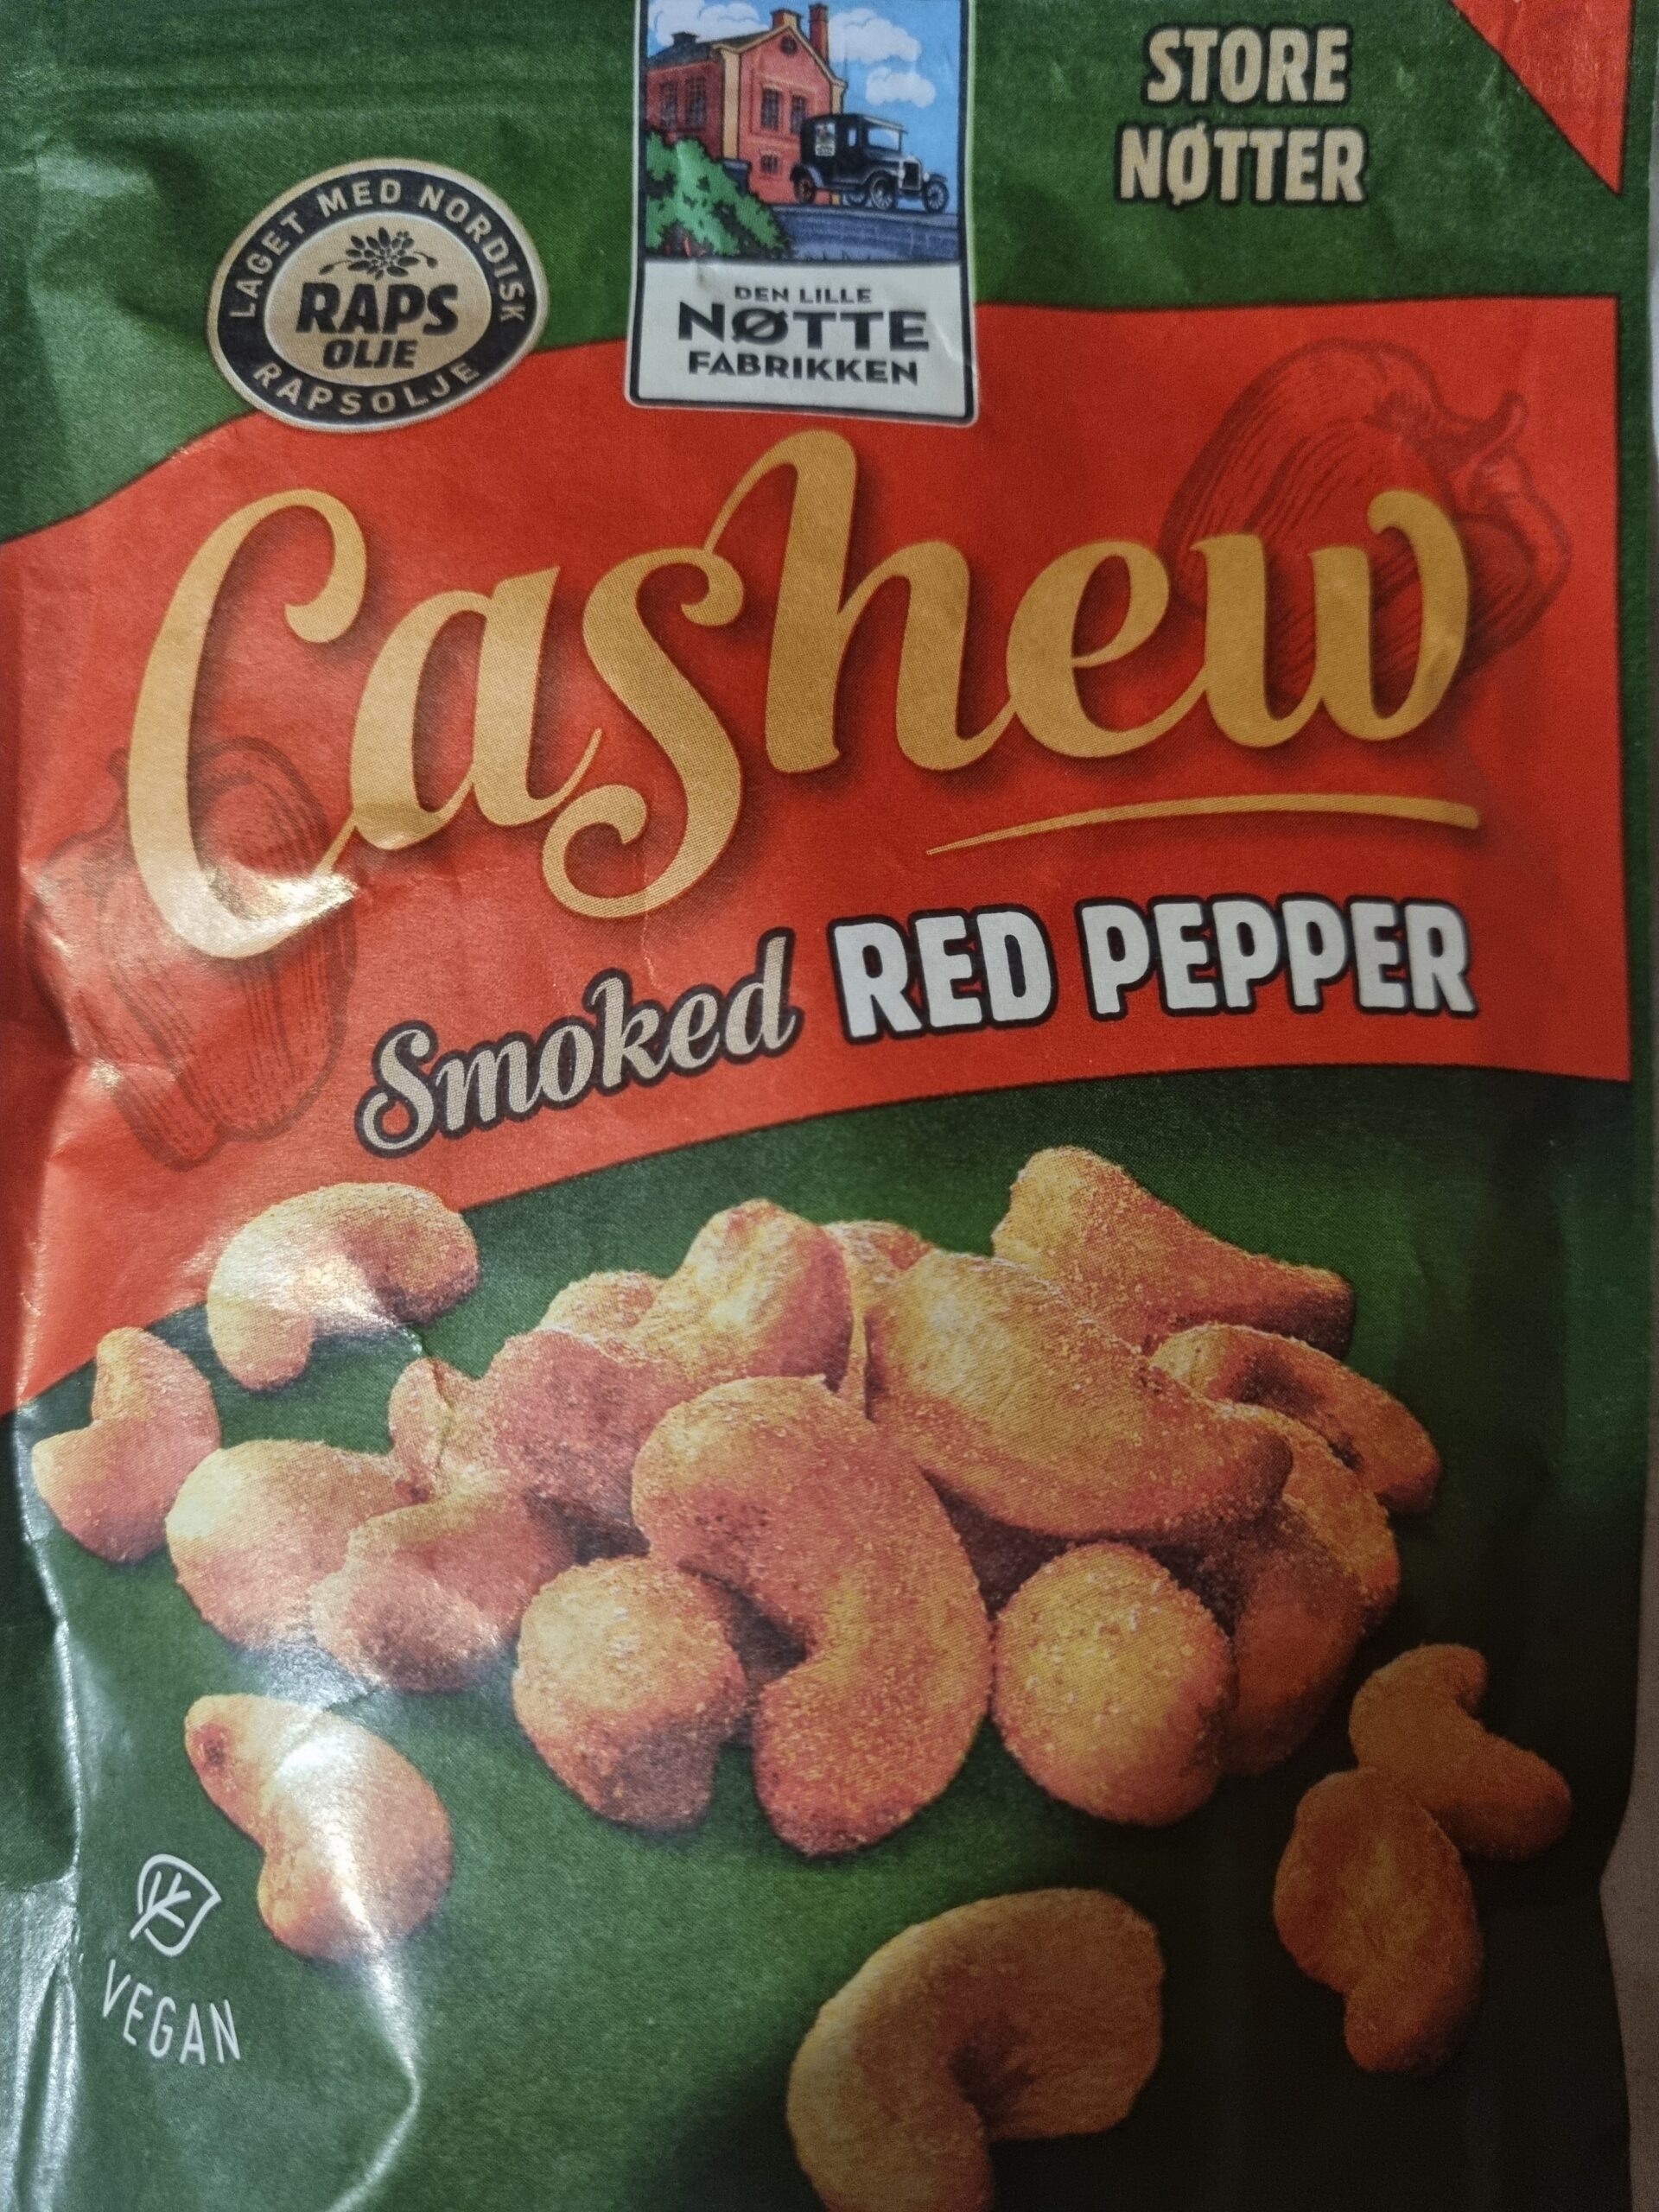 STORE
NØTTER
LAGET MED NORDISK
RAPS
OLJE
RAPSOLJE
DEN LILLE
NØTTE
FABRIKKEN
Cashew
Smoked RED PEPPER
VEGAN